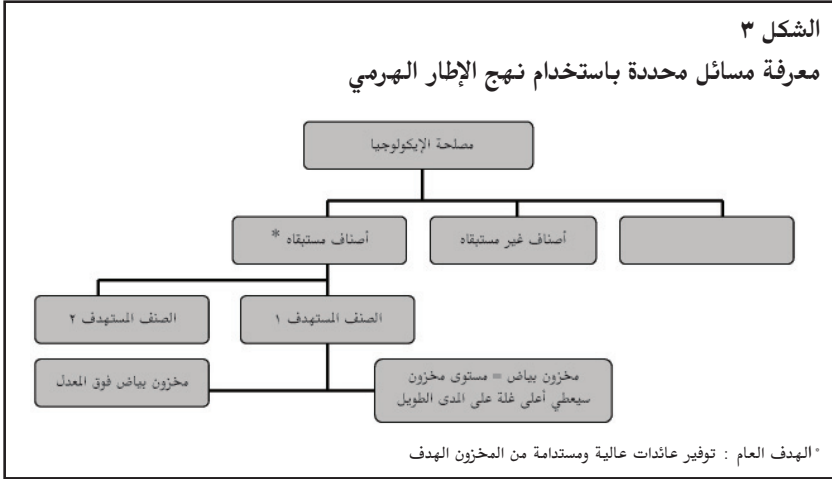 الشكل ٣
معرفة مسائل محددة باستخدام نهج الإطار الهرمي
مصلحة الإيكولوجيا
أصناف مستبقاه *
أصناف غير مستبقاه
الصنف المستهدف ١
الصنف المستهدف ٢
مخزون بياض = مستوى مخزون
سيعطي أعلى غلة على المدى الطويل
مخزون بياض فوق المعدل
*الهدف العام : توفير عائدات عالية ومستدامة من المخزون الهدف